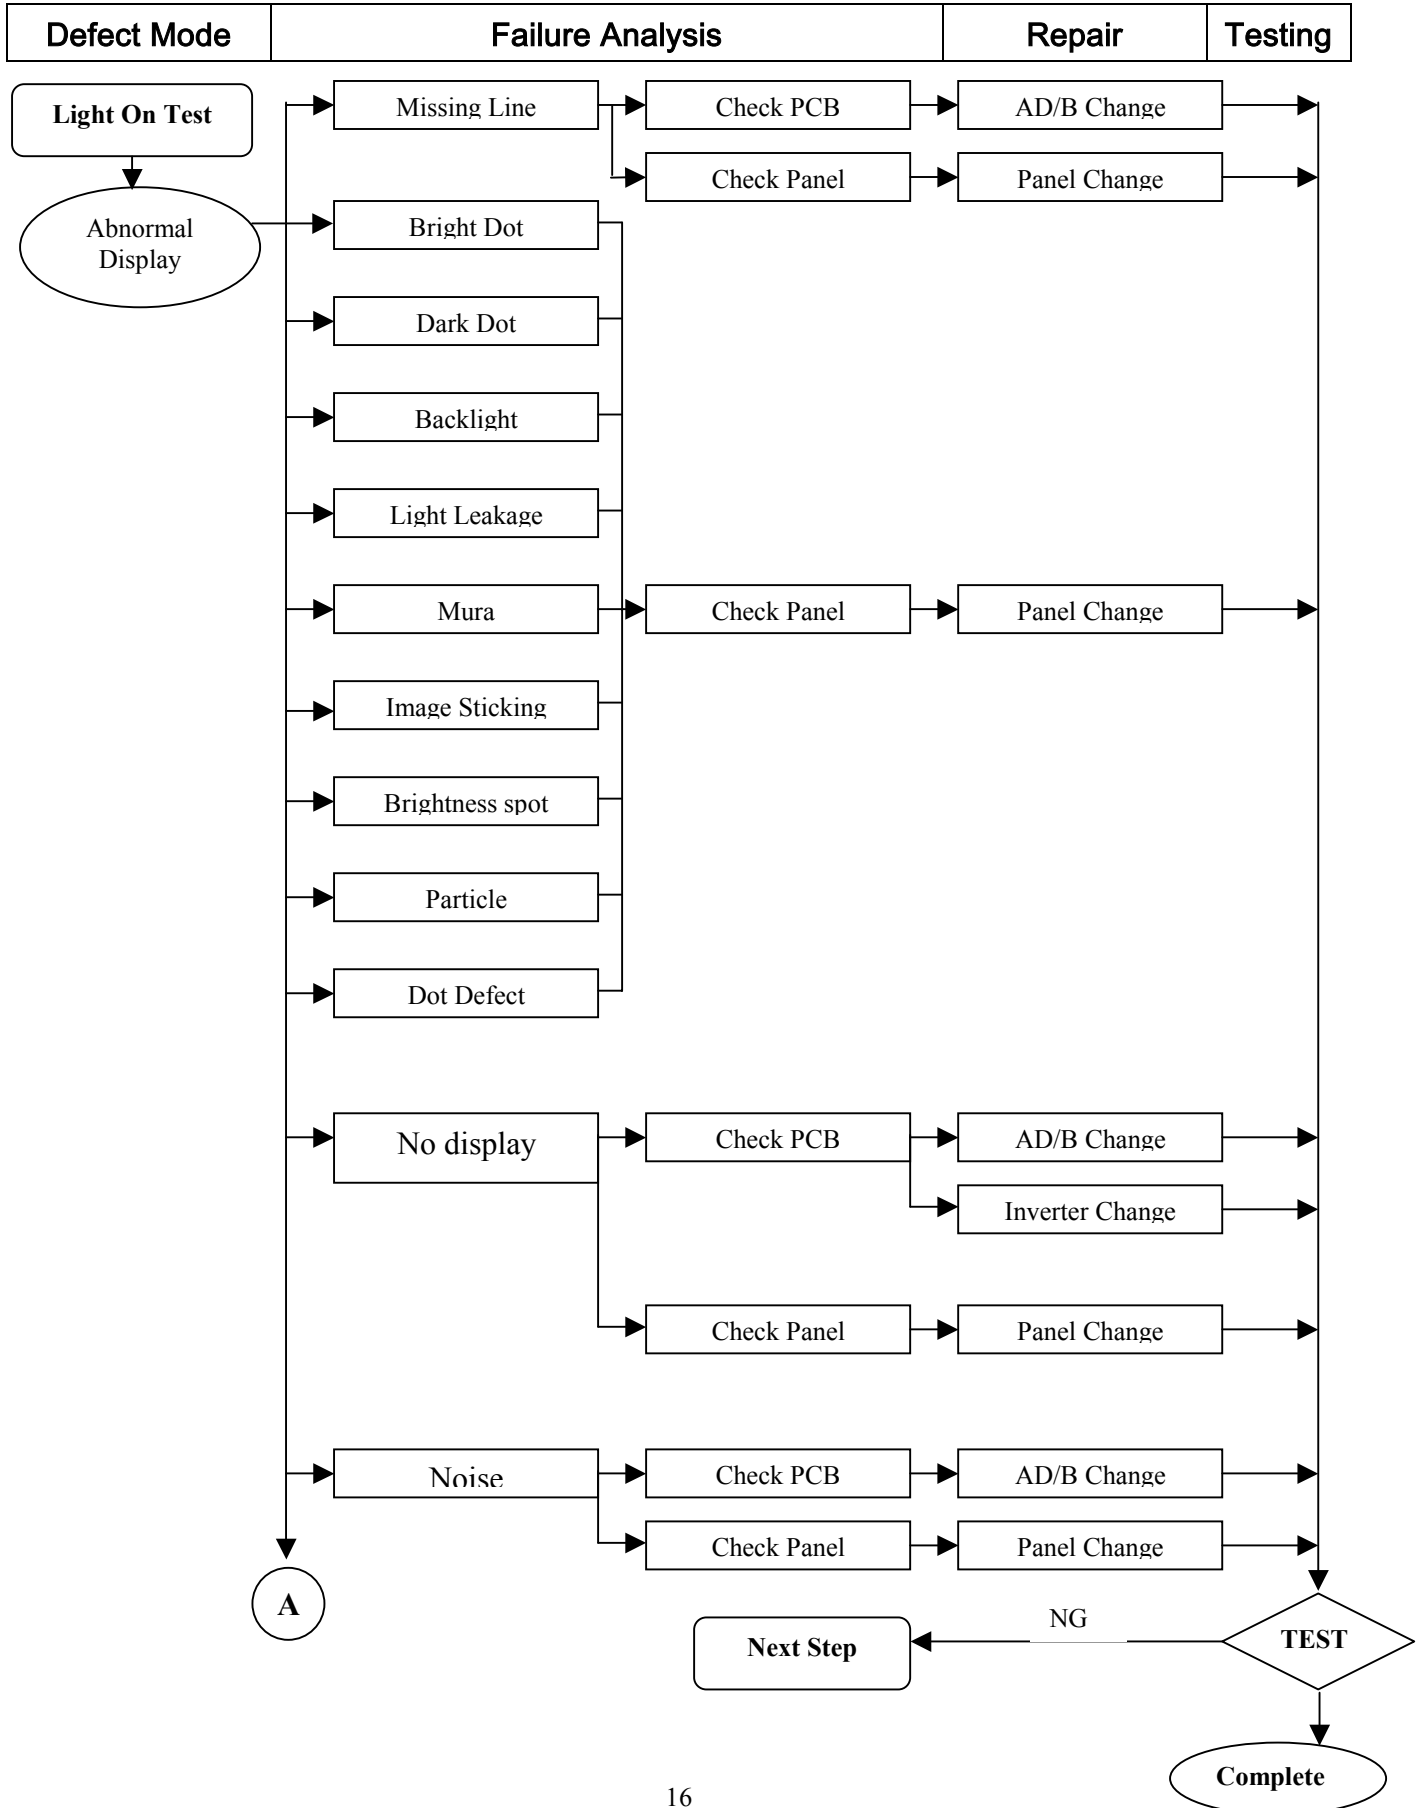 Defect Mode Failure Analysis Repair Testing
Light On Test
Missing Line Check PCB AD/B Change
Check Panel Panel Change
Abnormal
Display
Bright Dot
Dark Dot
Backlight
Light Leakage
Mura Check Panel Panel Change
Image Sticking
Brightness spot
Particle
Dot Defect
No display Check PCB AD/B Change
Inverter Change
Check Panel Panel Change
Noise Check PCB AD/B Change
Check Panel Panel Change
A
NG
Next Step TEST
Complete
16